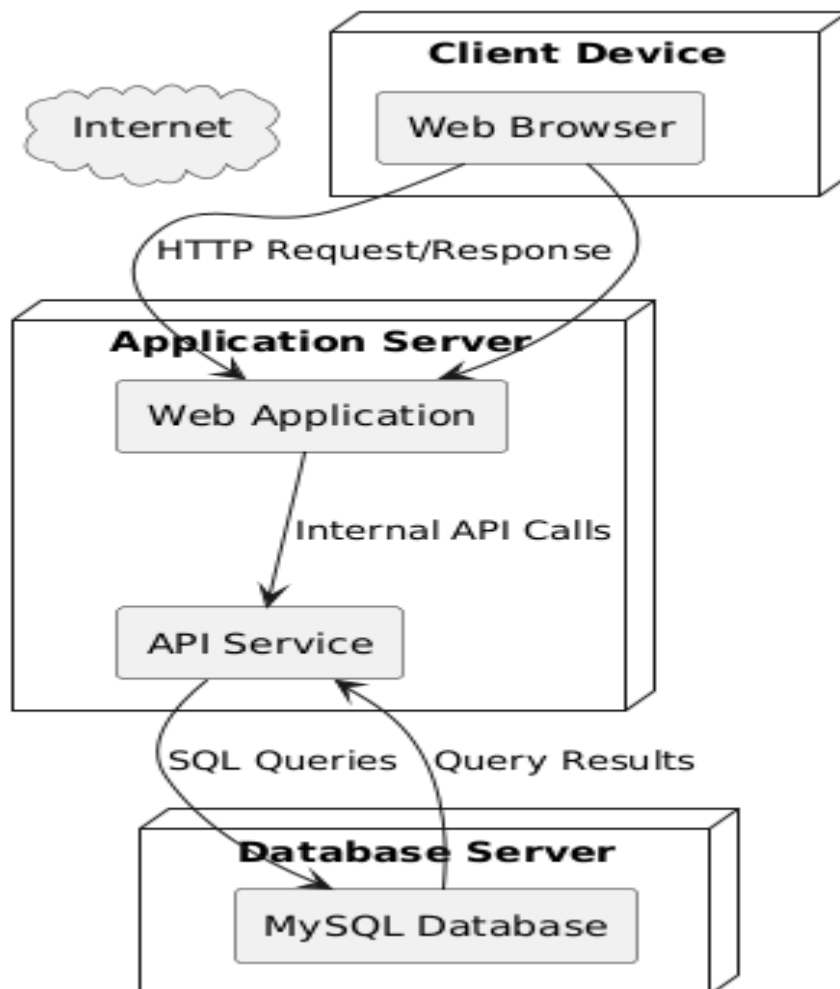 Client Device
Internet
Web Browser
HTTP Request/Response
Application Server
Web Application
Internal API Calls
API Service
SQL Queries
Query Results
Database Server
MySQL Database